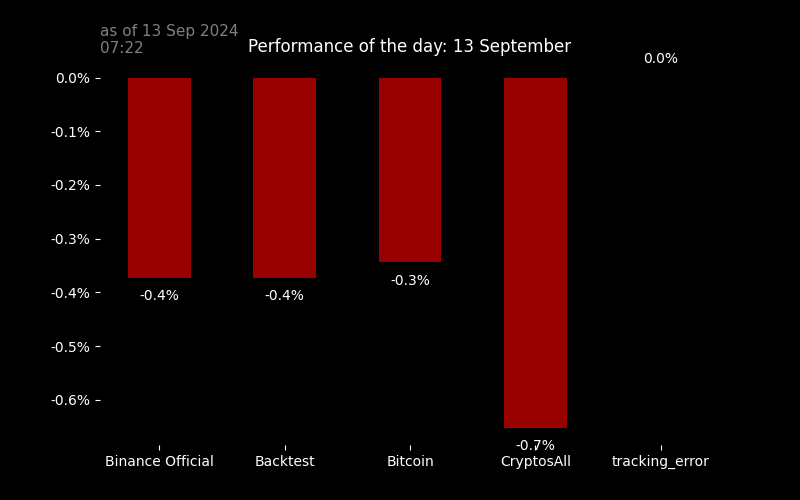 as of 13 Sep 2024
07:22
Performance of the day: 13 September
0.0%
0.0%
-0.1%
-0.2%
-0.3%
-0.4%
-0.5%
-0.6%
-0.4%
-0.4%
-0.3%
-0.7%
Binance Official
Backtest
Bitcoin
CryptosAll
tracking_error